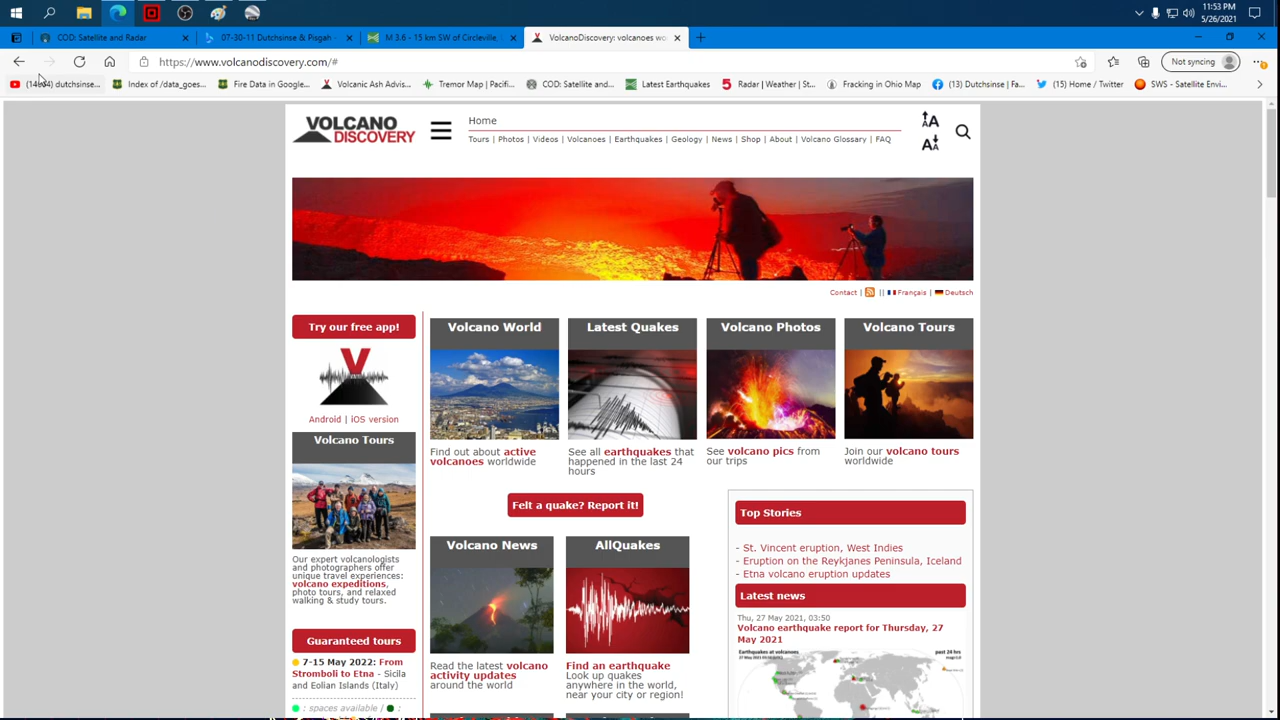 11:53 PM
5/26/2021
COD: Satellite and Radar
07-30-11 Dutchsinse & Pisgah -
M 3.6 - 15 km SW of Circleville,
VolcanoDiscovery: volcanoes wo
https://www.volcanodiscovery.com/#
Not syncing
dutchsinse...
Index of /data_goes...
Fire Data in Google...
Volcanic Ash Advis...
Tremor Map | Pacifi...
COD: Satellite and...
Latest Earthquakes
Radar | Weather | St...
Fracking in Ohio Map
(13) Dutchsinse | Fa...
(15) Home / Twitter
SWS - Satellite Envi...
VOLCANO
DISCOVERY
Home
Tours | Photos | Videos | Volcanoes | Earthquakes | Geology | News | Shop | About | Volcano Glossary | FAQ
AA
AA
Contact | || Français | Deutsch
Try our free app!
V
Android | iOS version
Volcano Tours
Our expert volcanologists
and photographers offer
unique travel experiences:
volcano expeditions,
photo tours, and relaxed
walking & study tours.
Guaranteed tours
7-15 May 2022: From
Stromboli to Etna - Sicila
and Eolian Islands (Italy)
: spaces available / :
Volcano World
Find out about active
volcanoes worldwide
Latest Quakes
See all earthquakes that
happened in the last 24
hours
Volcano Photos
See volcano pics from
our trips
Volcano Tours
Join our volcano tours
worldwide
Felt a quake? Report it!
Volcano News
Read the latest volcano
activity updates
around the world
AllQuakes
Find an earthquake
Look up quakes
anywhere in the world,
near your city or region!
Top Stories
- St. Vincent eruption, West Indies
- Eruption on the Reykjanes Peninsula, Iceland
- Etna volcano eruption updates
Latest news
Thu, 27 May 2021, 03:50
Volcano earthquake report for Thursday, 27
May 2021
Earthquakes at volcanoes
past 24 hrs